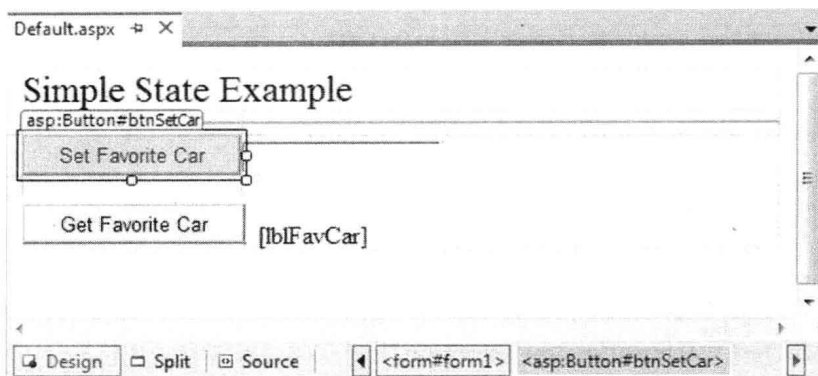 Default.aspx
Simple State Example
asp:Button#btnSetCar
Set Favorite Car
Get Favorite Car [lblFavCar]
Design Split Source <form#form1> <asp:Button#btnSetCar>